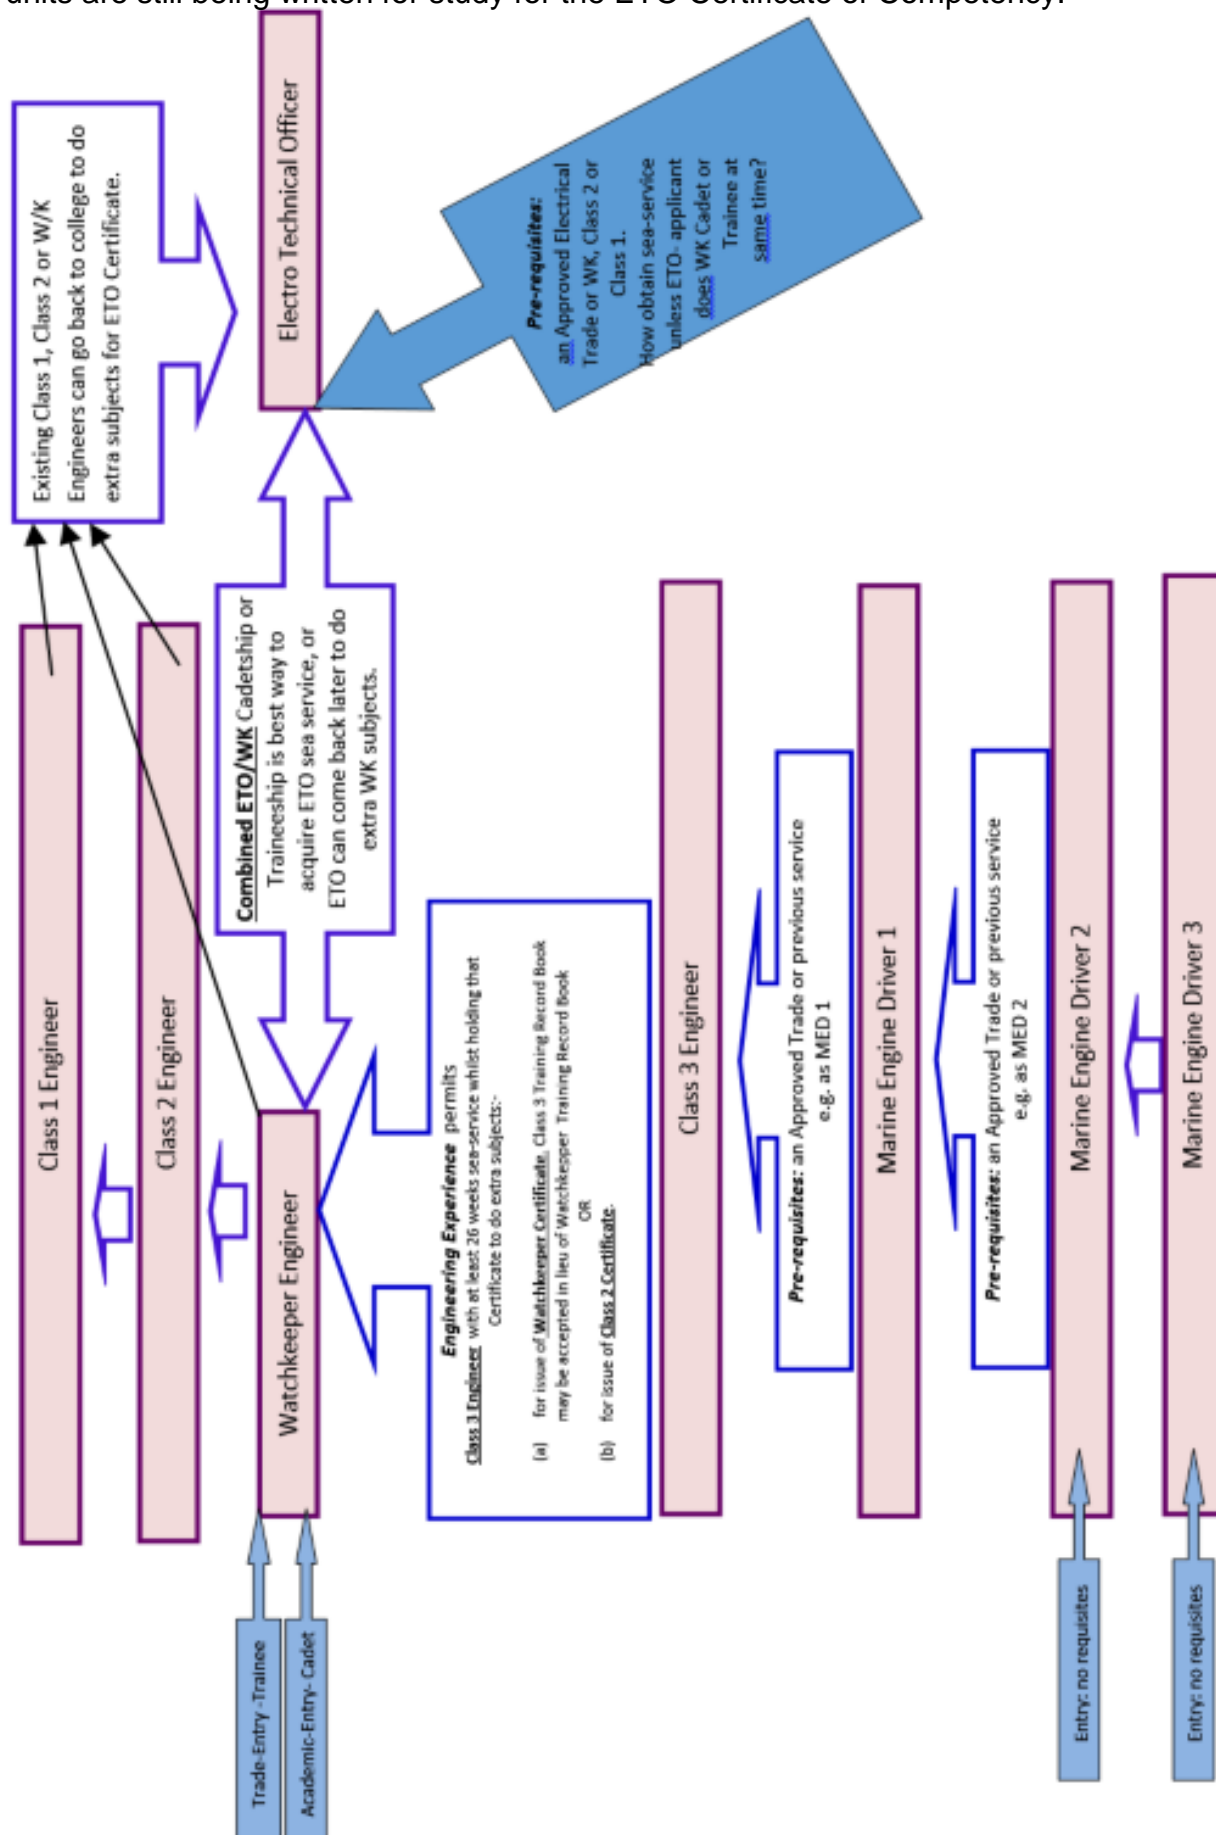 units are still being written for study for the ETO Certificate of Competency.
Class 1 Engineer
Existing Class 1, Class 2 or W/K
Engineers can go back to college to do
extra subjects for ETO Certificate.
Class 2 Engineer
Trade-Entry -Trainee
Academic-Entry- Cadet
Watchkeeper Engineer
Combined ETO/WK Cadetship or
Traineeship is best way to
acquire ETO sea service, or
ETO can come back later to do
extra WK subjects.
Electro Technical Officer
Pre-requisites:
an Approved Electrical
Trade or WK, Class 2 or
Class 1.
How obtain sea-service
unless ETO- applicant
does WK Cadet or
Trainee at
same time?
Engineering Experience permits
Class 3 Engineer with at least 26 weeks sea-service whilst holding that
Certificate to do extra subjects:-
(a) for issue of Watchkeeper Certificate, Class 3 Training Record Book
may be accepted in lieu of Watchkepper Training Record Book
OR
(b) for issue of Class 2 Certificate.
Class 3 Engineer
Pre-requisites: an Approved Trade or previous service
e.g. as MED 1
Marine Engine Driver 1
Pre-requisites: an Approved Trade or previous service
e.g. as MED 2
Entry: no requisites
Marine Engine Driver 2
Entry: no requisites
Marine Engine Driver 3